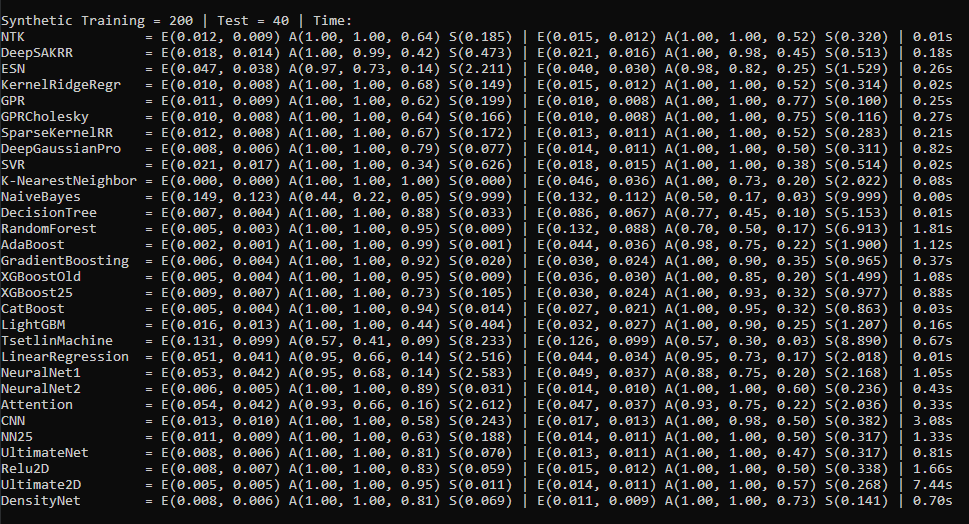 Synthetic Training = 200 | Test = 40 | Time:
NTK = E(0.012, 0.009) A(1.00, 1.00, 0.64) S(0.185) | E(0.015, 0.012) A(1.00, 1.00, 0.52) S(0.320) | 0.01s
DeepSAKRR = E(0.018, 0.014) A(1.00, 0.99, 0.42) S(0.473) | E(0.021, 0.016) A(1.00, 0.98, 0.45) S(0.513) | 0.18s
ESN = E(0.047, 0.038) A(0.97, 0.73, 0.14) S(2.211) | E(0.040, 0.030) A(0.98, 0.82, 0.25) S(1.529) | 0.26s
KernelRidgeRegr = E(0.010, 0.008) A(1.00, 1.00, 0.68) S(0.149) | E(0.015, 0.012) A(1.00, 1.00, 0.52) S(0.314) | 0.02s
GPR = E(0.011, 0.009) A(1.00, 1.00, 0.62) S(0.199) | E(0.010, 0.008) A(1.00, 1.00, 0.77) S(0.100) | 0.25s
GPRCholesky = E(0.010, 0.008) A(1.00, 1.00, 0.64) S(0.166) | E(0.010, 0.008) A(1.00, 1.00, 0.75) S(0.116) | 0.27s
SparseKernelRR = E(0.012, 0.008) A(1.00, 1.00, 0.67) S(0.172) | E(0.013, 0.011) A(1.00, 1.00, 0.52) S(0.283) | 0.21s
DeepGaussianPro = E(0.008, 0.006) A(1.00, 1.00, 0.79) S(0.077) | E(0.014, 0.011) A(1.00, 1.00, 0.50) S(0.311) | 0.82s
SVR = E(0.021, 0.017) A(1.00, 1.00, 0.34) S(0.626) | E(0.018, 0.015) A(1.00, 1.00, 0.38) S(0.514) | 0.02s
K-NearestNeighbor = E(0.000, 0.000) A(1.00, 1.00, 1.00) S(0.000) | E(0.046, 0.036) A(1.00, 0.73, 0.20) S(2.022) | 0.08s
NaiveBayes = E(0.149, 0.123) A(0.44, 0.22, 0.05) S(9.999) | E(0.132, 0.112) A(0.50, 0.17, 0.03) S(9.999) | 0.00s
DecisionTree = E(0.007, 0.004) A(1.00, 1.00, 0.88) S(0.033) | E(0.086, 0.067) A(0.77, 0.45, 0.10) S(5.153) | 0.01s
RandomForest = E(0.005, 0.003) A(1.00, 1.00, 0.95) S(0.009) | E(0.132, 0.088) A(0.70, 0.50, 0.17) S(6.913) | 1.81s
AdaBoost = E(0.002, 0.001) A(1.00, 1.00, 0.99) S(0.001) | E(0.044, 0.036) A(0.98, 0.75, 0.22) S(1.900) | 1.12s
GradientBoosting = E(0.006, 0.004) A(1.00, 1.00, 0.92) S(0.020) | E(0.030, 0.024) A(1.00, 0.90, 0.35) S(0.965) | 0.37s
XGBoostOld = E(0.005, 0.004) A(1.00, 1.00, 0.95) S(0.009) | E(0.036, 0.030) A(1.00, 0.85, 0.20) S(1.499) | 1.08s
XGBoost25 = E(0.009, 0.007) A(1.00, 1.00, 0.73) S(0.105) | E(0.030, 0.024) A(1.00, 0.93, 0.32) S(0.977) | 0.88s
CatBoost = E(0.005, 0.004) A(1.00, 1.00, 0.94) S(0.014) | E(0.027, 0.021) A(1.00, 0.95, 0.32) S(0.863) | 0.03s
LightGBM = E(0.016, 0.013) A(1.00, 1.00, 0.44) S(0.404) | E(0.032, 0.027) A(1.00, 0.90, 0.25) S(1.207) | 0.16s
TsetlinMachine = E(0.131, 0.099) A(0.57, 0.41, 0.09) S(8.233) | E(0.126, 0.099) A(0.57, 0.30, 0.03) S(8.890) | 0.67s
LinearRegression = E(0.051, 0.041) A(0.95, 0.66, 0.14) S(2.516) | E(0.044, 0.034) A(0.95, 0.73, 0.17) S(2.018) | 0.01s
NeuralNet1 = E(0.053, 0.042) A(0.95, 0.68, 0.14) S(2.583) | E(0.049, 0.037) A(0.88, 0.75, 0.20) S(2.168) | 1.05s
NeuralNet2 = E(0.006, 0.005) A(1.00, 1.00, 0.89) S(0.031) | E(0.014, 0.010) A(1.00, 1.00, 0.60) S(0.236) | 0.43s
Attention = E(0.054, 0.042) A(0.93, 0.66, 0.16) S(2.612) | E(0.047, 0.037) A(0.93, 0.75, 0.22) S(2.036) | 0.33s
CNN = E(0.013, 0.010) A(1.00, 1.00, 0.58) S(0.243) | E(0.017, 0.013) A(1.00, 0.98, 0.50) S(0.382) | 3.08s
NN25 = E(0.011, 0.009) A(1.00, 1.00, 0.63) S(0.188) | E(0.014, 0.011) A(1.00, 1.00, 0.50) S(0.317) | 1.33s
UltimateNet = E(0.008, 0.006) A(1.00, 1.00, 0.81) S(0.070) | E(0.013, 0.011) A(1.00, 1.00, 0.47) S(0.317) | 0.81s
Relu2D = E(0.008, 0.007) A(1.00, 1.00, 0.83) S(0.059) | E(0.015, 0.012) A(1.00, 1.00, 0.50) S(0.338) | 1.66s
Ultimate2D = E(0.005, 0.005) A(1.00, 1.00, 0.95) S(0.011) | E(0.014, 0.011) A(1.00, 1.00, 0.57) S(0.268) | 7.44s
DensityNet = E(0.008, 0.006) A(1.00, 1.00, 0.81) S(0.069) | E(0.011, 0.009) A(1.00, 1.00, 0.73) S(0.141) | 0.70s